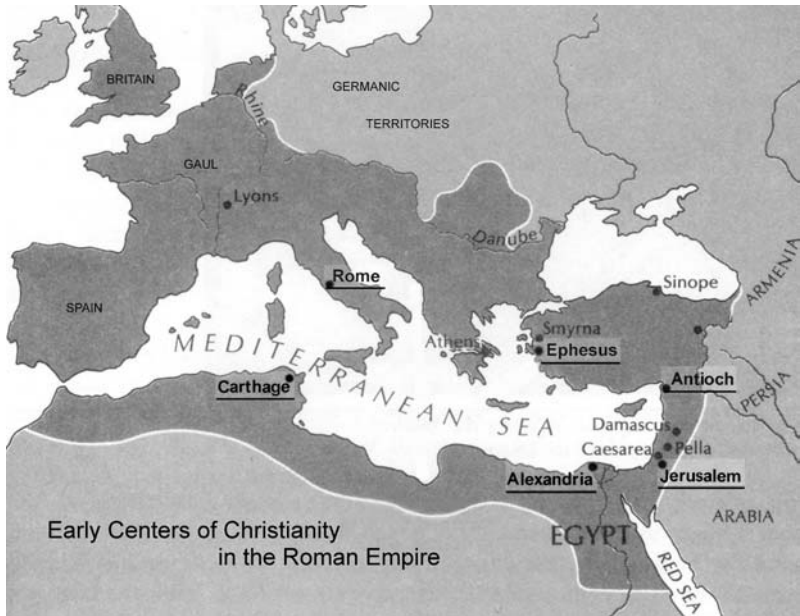 BRITAIN
GERMANIC
TERRITORIES
Rhine
GAUL
Lyons
Danube
Rome
SPAIN
Sinope
ARMENIA
Smyrna
Athens
Ephesus
MEDITERRANEAN SEA
Carthage
Antioch
PERSIA
Damascus
Caesarea
Pella
Alexandria
Jerusalem
ARABIA
EGYPT
RED SEA
Early Centers of Christianity
in the Roman Empire